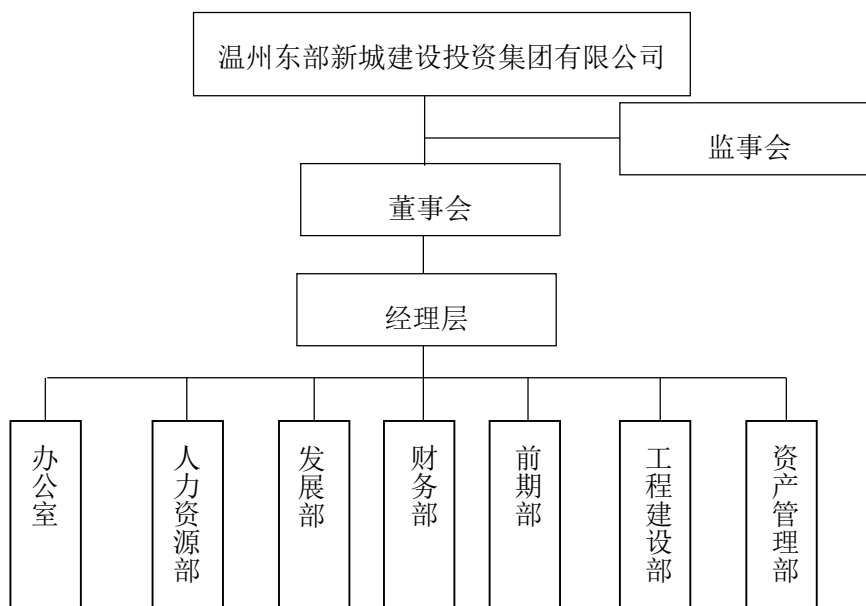 温州东部新城建设投资集团有限公司
监事会
董事会
经理层
办公室
人力资源部
发展部
财务部
前期部
工程建设部
资产管理部